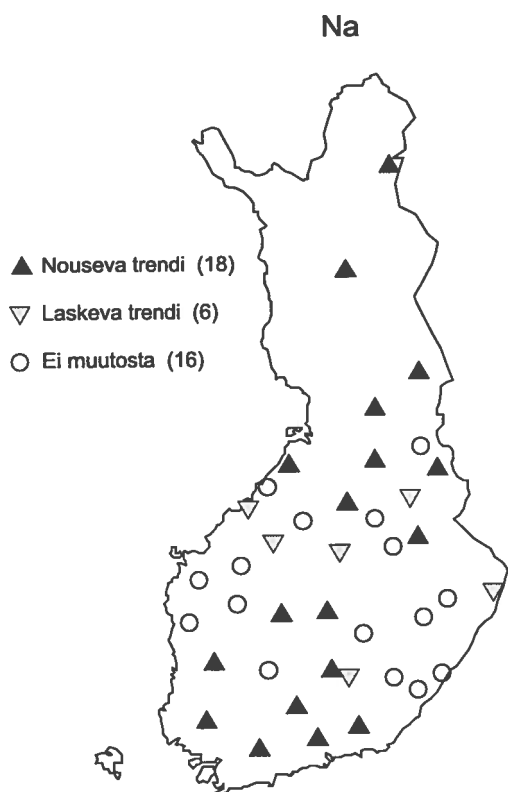 Na
Nouseva trendi (18)
Laskeva trendi (6)
Ei muutosta (16)